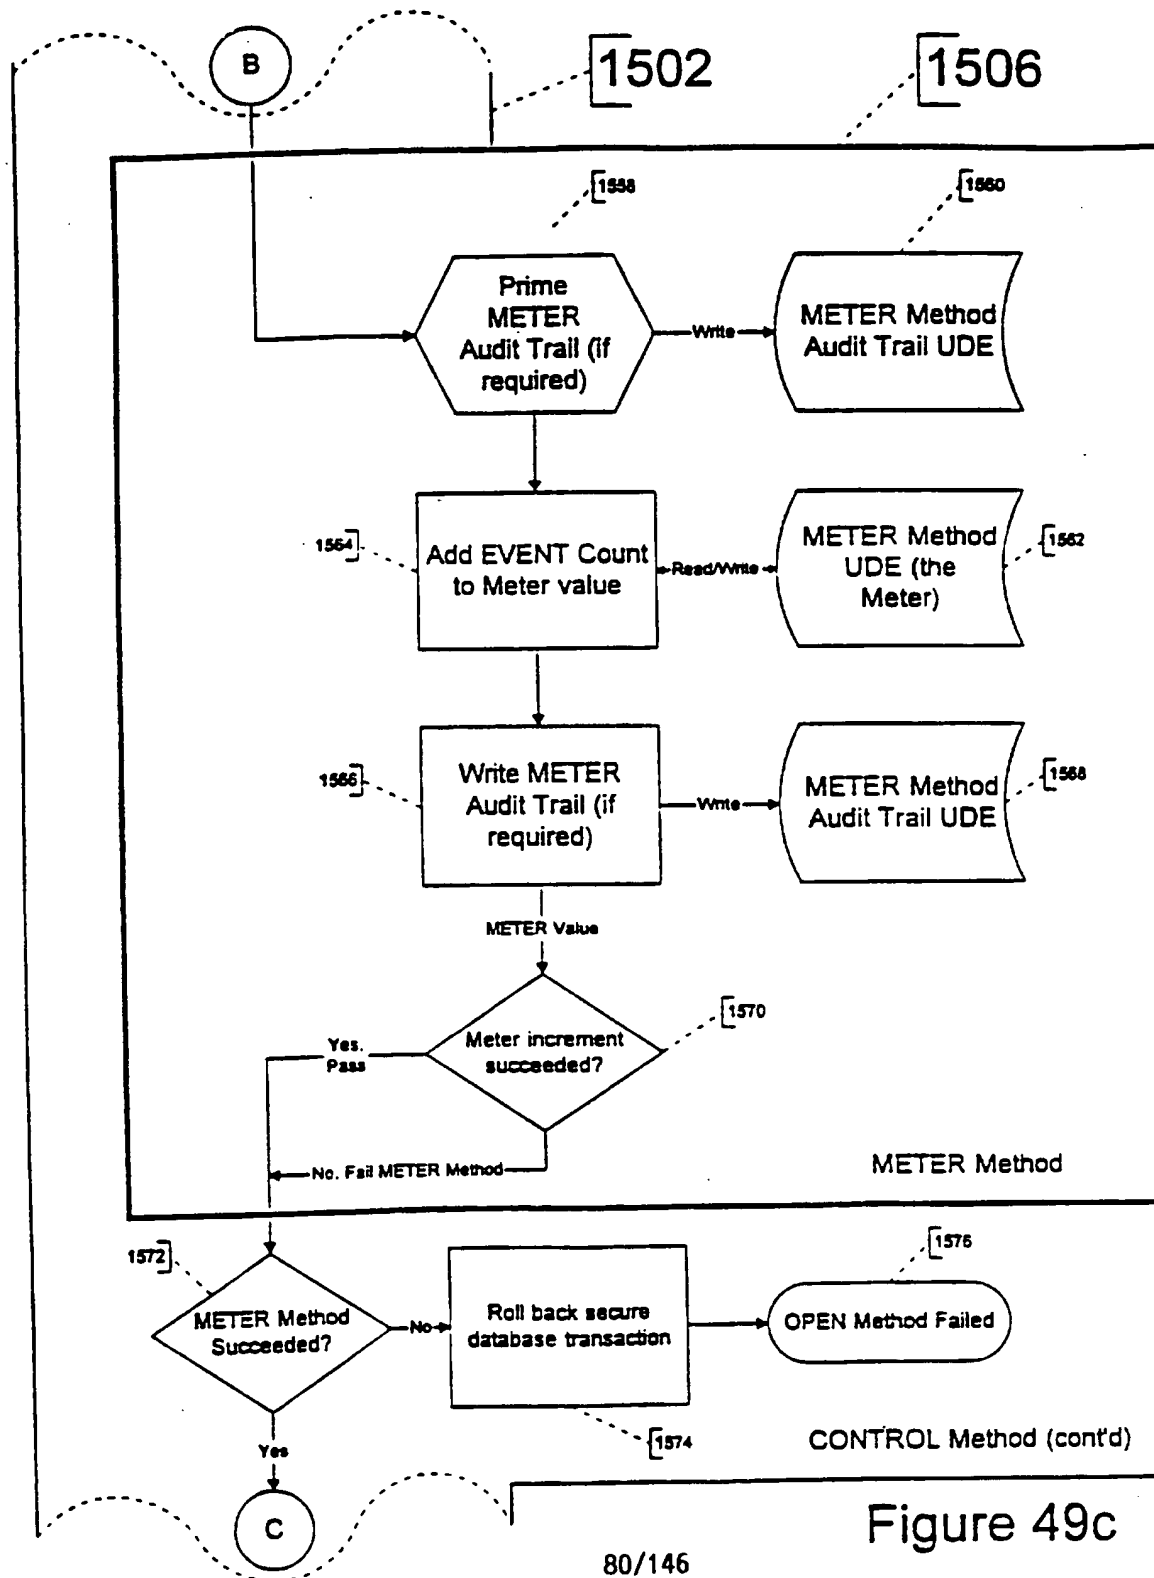 B
1502
1506
1558
1560
Prime
METER
Audit Trail (if
required)
Write
METER Method
Audit Trail UDE
1564
Add EVENT Count
to Meter value
Read/Write
METER Method
UDE (the
Meter)
1562
1566
Write METER
Audit Trail (if
required)
Write
METER Method
Audit Trail UDE
1568
METER Value
Meter increment
succeeded?
1570
Yes.
Pass
No. Fail METER Method
METER Method
1572
METER Method
Succeeded?
No
Roll back secure
database transaction
1576
OPEN Method Failed
1574
Yes
CONTROL Method (cont'd)
C
Figure 49c
80/146